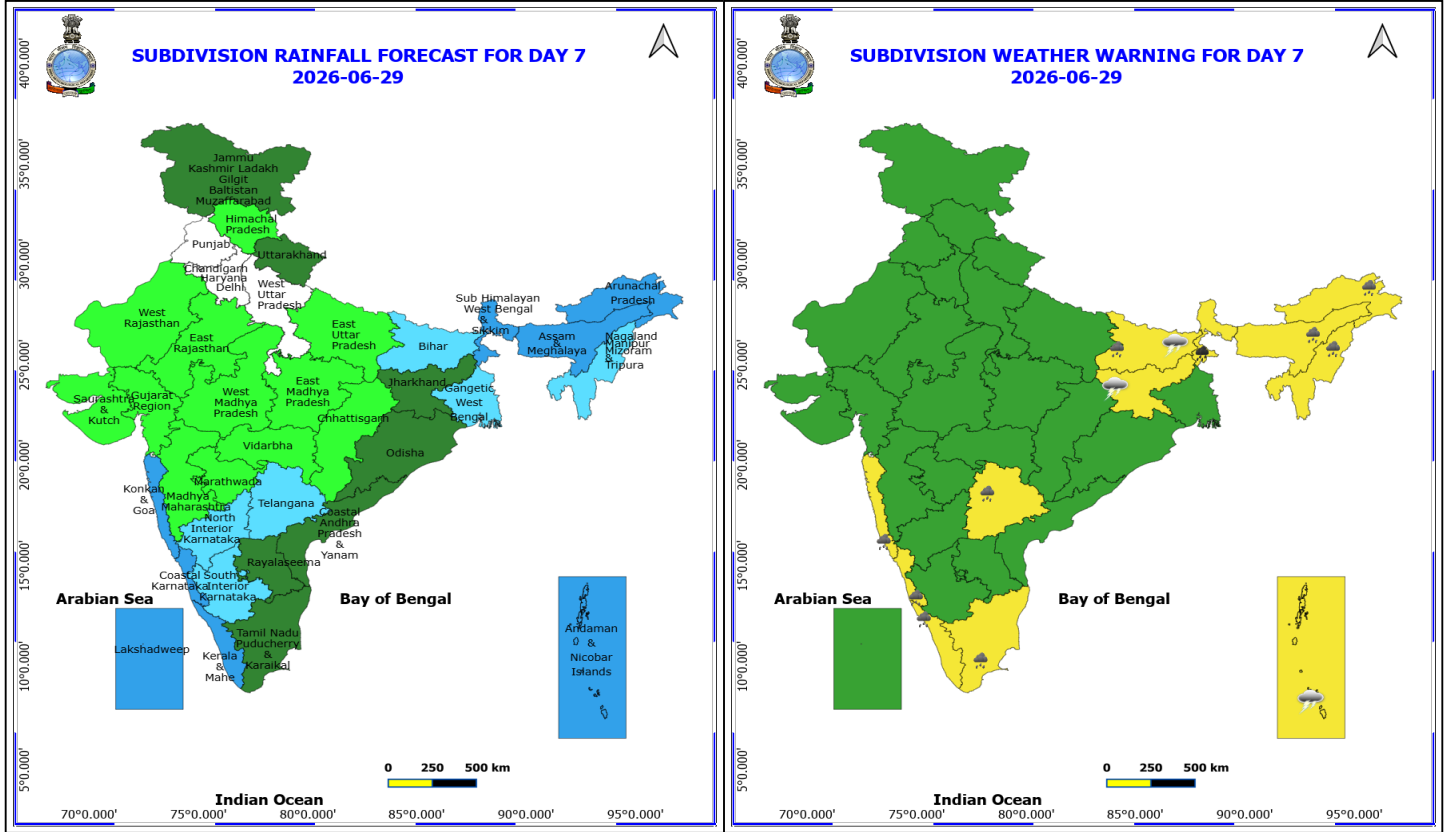 SUBDIVISION RAINFALL FORECAST FOR DAY 7
2026-06-29
40°0.000'
35°0.000'
30°0.000'
25°0.000'
20°0.000'
15°0.000'
10°0.000'
5°0.000'
Jammu
Kashmir Ladakh
Gilgit
Baltistan
Muzaffarabad
Himachal
Pradesh
Punjab
Uttarakhand
Chandigarh
Haryana
Delhi
West
Uttar
Pradesh
West
Rajasthan
East
Rajasthan
East
Uttar
Pradesh
Bihar
Sub Himalayan
West Bengal
&
Sikkim
Arunachal
Pradesh
Assam
&
Meghalaya
Nagaland
Manipur
Mizoram
&
Tripura
Saurashtra
&
Kutch
Gujarat
Region
West
Madhya
Pradesh
East
Madhya
Pradesh
Jharkhand
Gangetic
West
Bengal
Chhattisgarh
Vidarbha
Odisha
Konkan
&
Goa
Madhya
Maharashtra
Marathwada
Telangana
North
Interior
Karnataka
Coastal
Andhra
Pradesh
&
Yanam
Rayalaseema
Coastal
Karnataka
South
Interior
Karnataka
Arabian Sea
Bay of Bengal
Lakshadweep
Kerala
&
Mahe
Tamil Nadu
Puducherry
&
Karaikal
Andaman
&
Nicobar
Islands
0 250 500 km
Indian Ocean
70°0.000' 75°0.000' 80°0.000' 85°0.000' 90°0.000' 95°0.000'
SUBDIVISION WEATHER WARNING FOR DAY 7
2026-06-29
40°0.000'
35°0.000'
30°0.000'
25°0.000'
20°0.000'
15°0.000'
10°0.000'
5°0.000'
Arabian Sea
Bay of Bengal
0 250 500 km
Indian Ocean
70°0.000' 75°0.000' 80°0.000' 85°0.000' 90°0.000' 95°0.000'